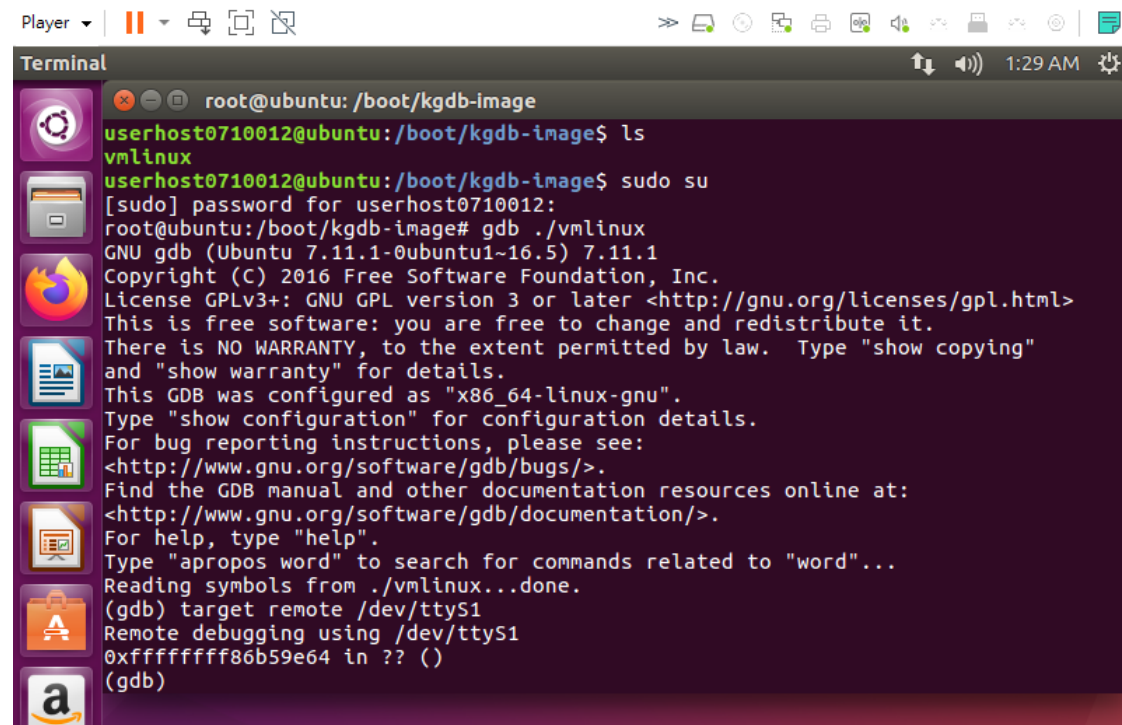 Player
Terminal
1:29 AM
root@ubuntu: /boot/kgdb-image
userhost0710012@ubuntu:/boot/kgdb-image$ ls
vmlinux
userhost0710012@ubuntu:/boot/kgdb-image$ sudo su
[sudo] password for userhost0710012:
root@ubuntu:/boot/kgdb-image# gdb ./vmlinux
GNU gdb (Ubuntu 7.11.1-0ubuntu1~16.5) 7.11.1
Copyright (C) 2016 Free Software Foundation, Inc.
License GPLv3+: GNU GPL version 3 or later <http://gnu.org/licenses/gpl.html>
This is free software: you are free to change and redistribute it.
There is NO WARRANTY, to the extent permitted by law.  Type "show copying"
and "show warranty" for details.
This GDB was configured as "x86_64-linux-gnu".
Type "show configuration" for configuration details.
For bug reporting instructions, please see:
<http://www.gnu.org/software/gdb/bugs/>.
Find the GDB manual and other documentation resources online at:
<http://www.gnu.org/software/gdb/documentation/>.
For help, type "help".
Type "apropos word" to search for commands related to "word"...
Reading symbols from ./vmlinux...done.
(gdb) target remote /dev/ttyS1
Remote debugging using /dev/ttyS1
0xffffffff86b59e64 in ?? ()
(gdb)